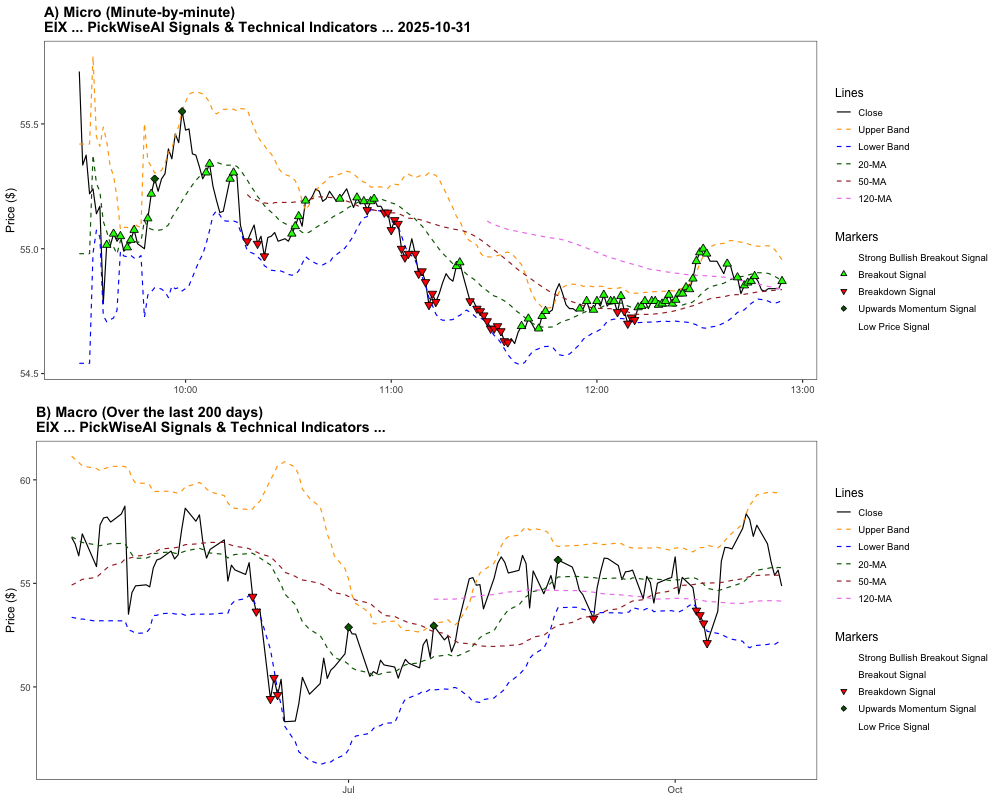 A) Micro (Minute-by-minute)
EIX ... PickWiseAI Signals & Technical Indicators ... 2025-10-31
Price ($)
55.5
55.0
54.5
10:00
11:00
12:00
13:00
Lines
Close
Upper Band
Lower Band
20-MA
50-MA
120-MA
Markers
Strong Bullish Breakout Signal
Breakout Signal
Breakdown Signal
Upwards Momentum Signal
Low Price Signal
B) Macro (Over the last 200 days)
EIX ... PickWiseAI Signals & Technical Indicators ...
Price ($)
60
55
50
Jul
Oct
Lines
Close
Upper Band
Lower Band
20-MA
50-MA
120-MA
Markers
Strong Bullish Breakout Signal
Breakout Signal
Breakdown Signal
Upwards Momentum Signal
Low Price Signal